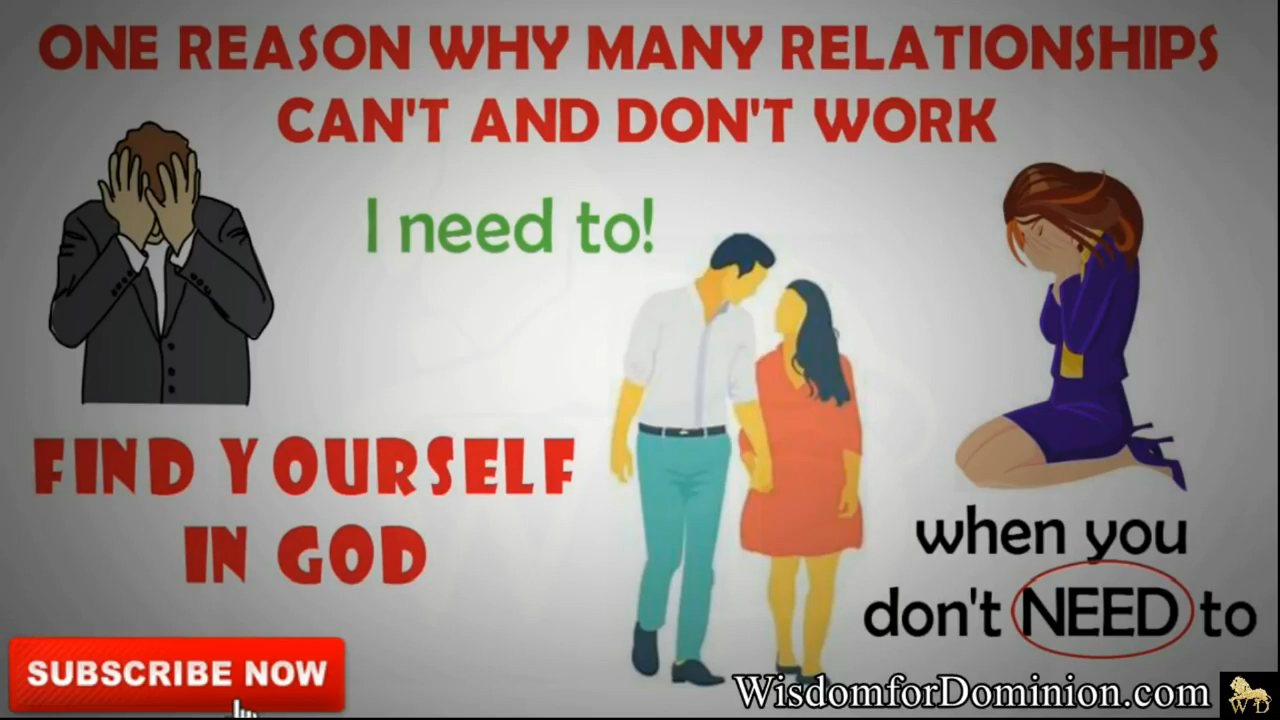 ONE REASON WHY MANY RELATIONSHIPS
CAN'T AND DON'T WORK
I need to!
FIND YOURSELF
IN GOD
when you
don't NEED to
SUBSCRIBE NOW
WisdomforDominion.com
WD